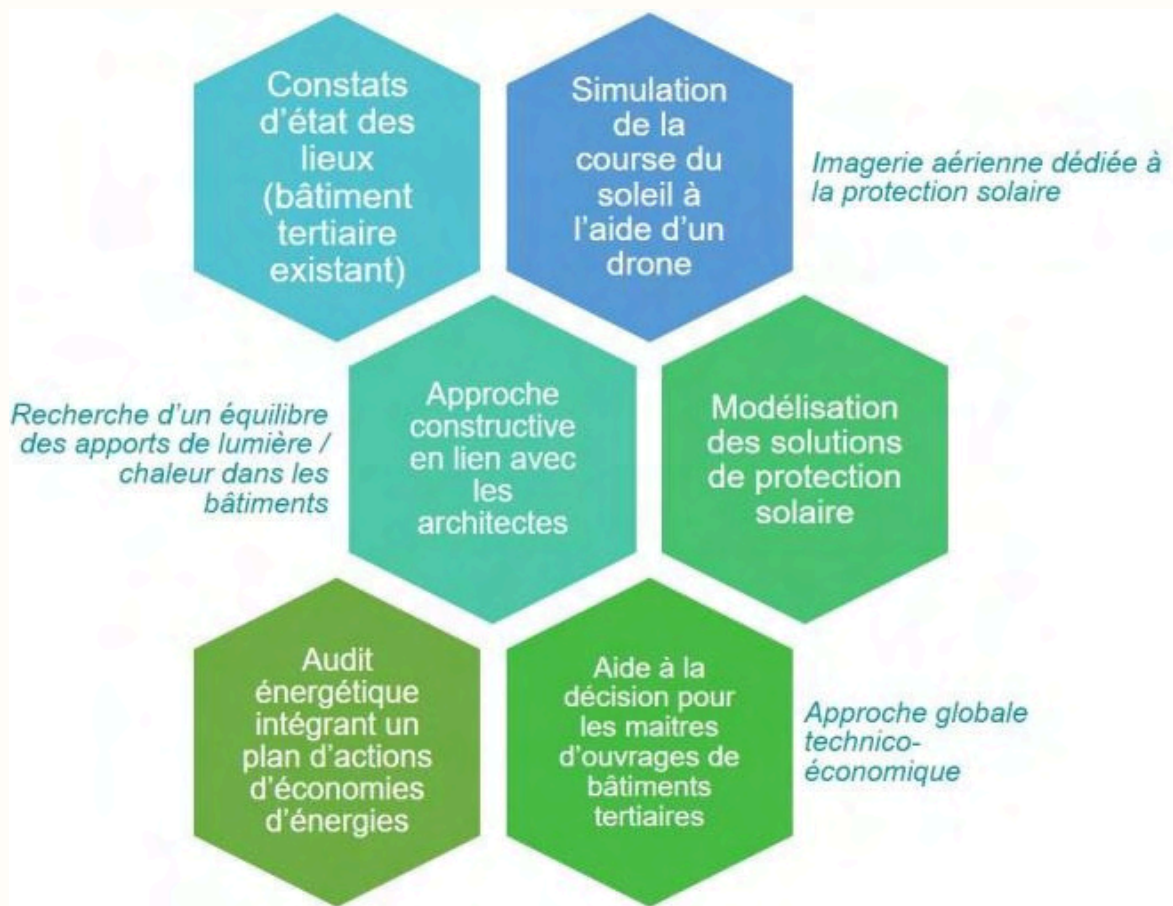 Constats
d'état des
lieux
(bâtiment
tertiaire
existant)
Simulation
de la
course du
soleil à
l'aide d'un
drone
Imagerie aérienne dédiée à
la protection solaire
Recherche d'un équilibre
des apports de lumière /
chaleur dans les
bâtiments
Approche
constructive
en lien avec
les
architectes
Modélisation
des solutions
de protection
solaire
Audit
énergétique
intégrant un
plan d'actions
d'économies
d'énergies
Aide à la
décision pour
les maitres
d'ouvrages de
bâtiments
tertiaires
Approche globale
technico-
économique